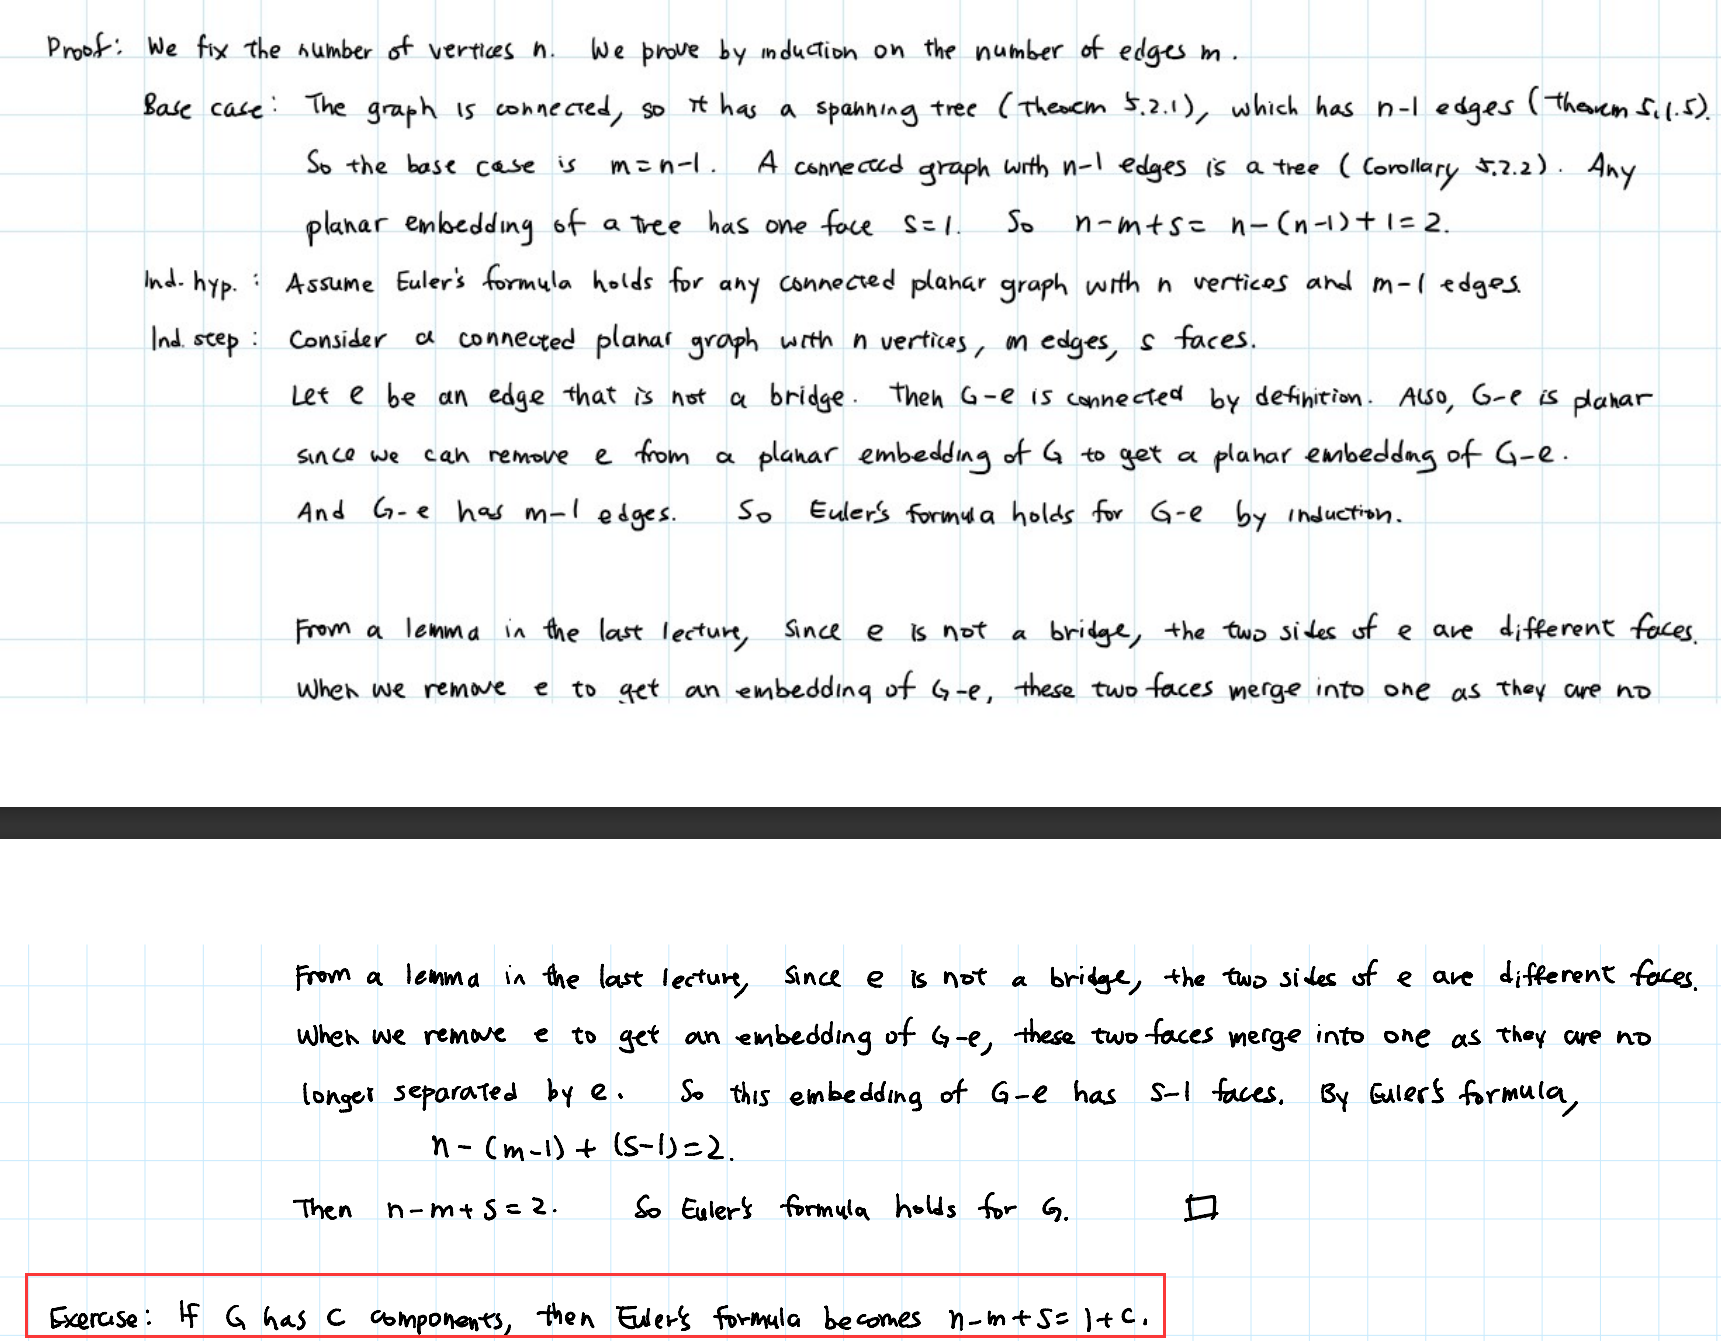 Proof: We fix the number of vertices n. We prove by induction on the number of edges m.
Base case: The graph is connected, so it has a spanning tree (Theorem 5.2.1), which has n-1 edges (Theorem 5.1.5).
So the base case is m=n-1. A connected graph with n-1 edges is a tree (Corollary 5.2.2). Any
planar embedding of a tree has one face s=1. So n-m+s= n-(n-1)+1=2.
Ind. hyp.: Assume Euler's formula holds for any connected planar graph with n vertices and m-1 edges.
Ind. step: Consider a connected planar graph with n vertices, m edges, s faces.
Let e be an edge that is not a bridge. Then G-e is connected by definition. Also, G-e is planar
since we can remove e from a planar embedding of G to get a planar embedding of G-e.
And G-e has m-1 edges. So Euler's formula holds for G-e by induction.
From a lemma in the last lecture, since e is not a bridge, the two sides of e are different faces.
When we remove e to get an embedding of G-e, these two faces merge into one as they are no
From a lemma in the last lecture, since e is not a bridge, the two sides of e are different faces.
When we remove e to get an embedding of G-e, these two faces merge into one as they are no
longer separated by e. So this embedding of G-e has s-1 faces. By Euler's formula,
n-(m-1)+(s-1)=2.
Then n-m+s=2. So Euler's formula holds for G. □
Exercise: If G has C components, then Euler's formula becomes n-m+s=1+C.